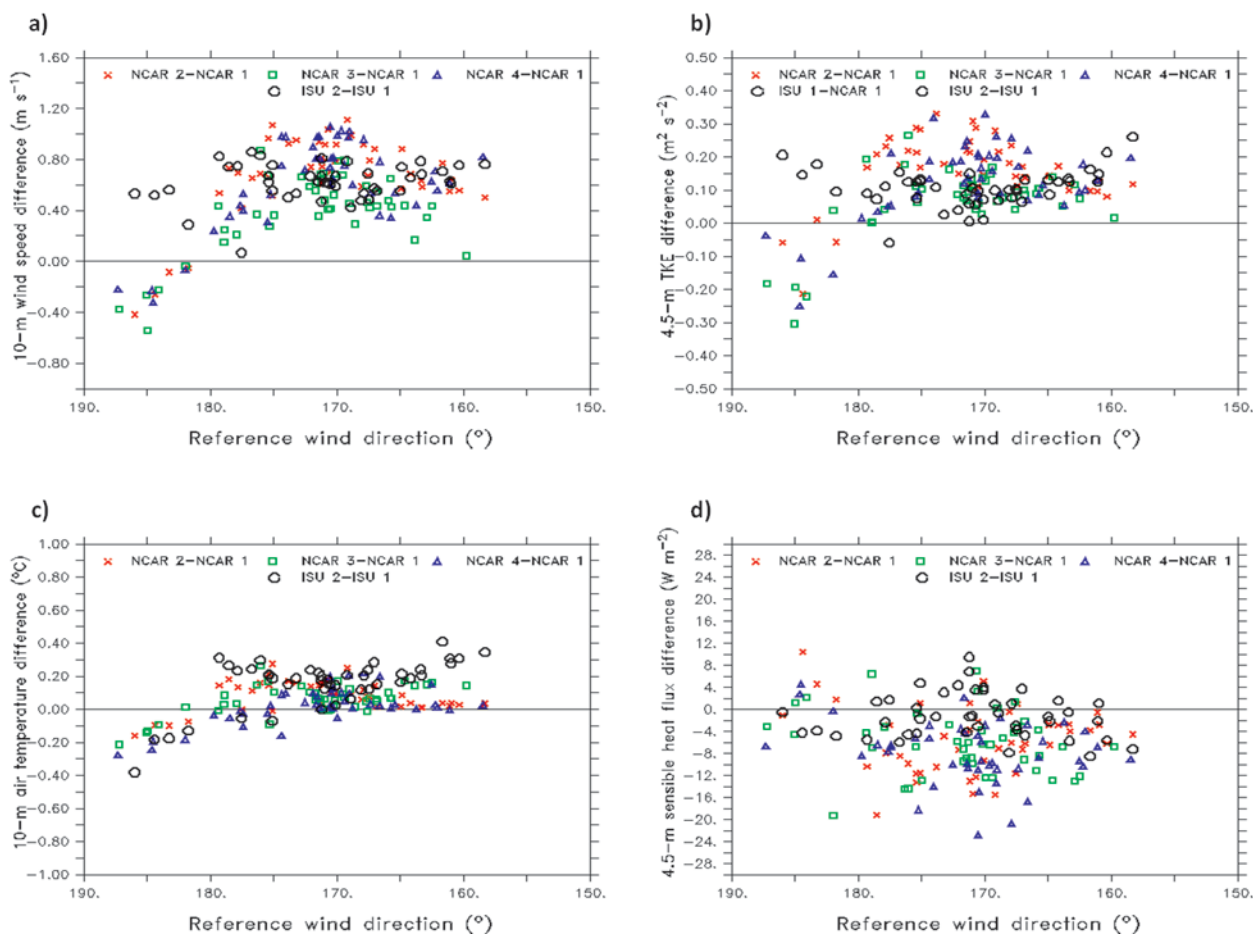 a)
1.60
1.20
0.80
0.40
0.00
−0.40
−0.80
10−m wind speed difference (m s⁻¹)
× NCAR 2−NCAR 1 □ NCAR 3−NCAR 1 △ NCAR 4−NCAR 1
○ ISU 2−ISU 1
190. 180. 170. 160. 150.
Reference wind direction (º)
b)
0.50
0.40
0.30
0.20
0.10
0.00
−0.10
−0.20
−0.30
−0.40
−0.50
4.5−m TKE difference (m² s⁻²)
× NCAR 2−NCAR 1 □ NCAR 3−NCAR 1 △ NCAR 4−NCAR 1
○ ISU 1−NCAR 1 ○ ISU 2−ISU 1
190. 180. 170. 160. 150.
Reference wind direction (º)
c)
1.00
0.80
0.60
0.40
0.20
0.00
−0.20
−0.40
−0.60
−0.80
−1.00
10−m air temperature difference (ºC)
× NCAR 2−NCAR 1 □ NCAR 3−NCAR 1 △ NCAR 4−NCAR 1
○ ISU 2−ISU 1
190. 180. 170. 160. 150.
Reference wind direction (º)
d)
28.
24.
20.
16.
12.
8.
4.
0.
−4.
−8.
−12.
−16.
−20.
−24.
−28.
4.5−m sensible heat flux difference (W m⁻²)
× NCAR 2−NCAR 1 □ NCAR 3−NCAR 1 △ NCAR 4−NCAR 1
○ ISU 2−ISU 1
190. 180. 170. 160. 150.
Reference wind direction (º)